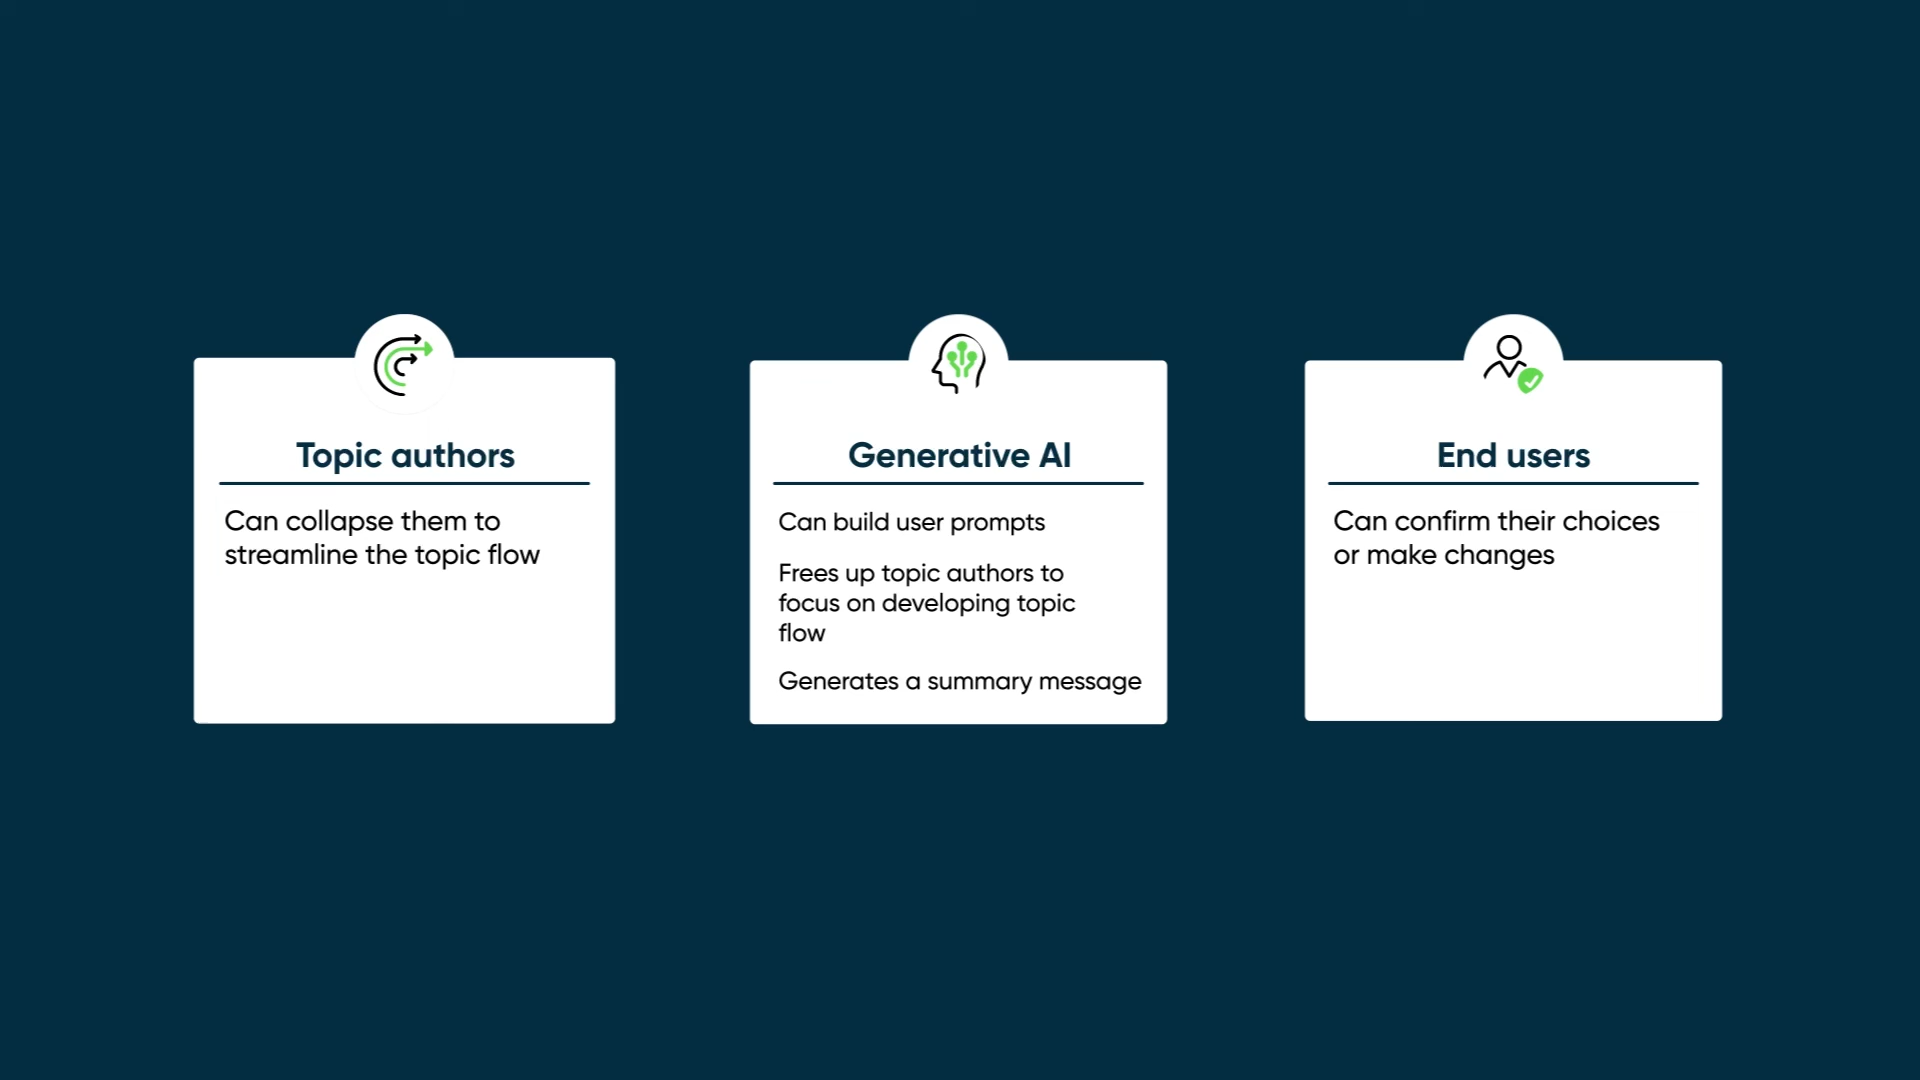 Topic authors
Can collapse them to
streamline the topic flow
Generative AI
Can build user prompts
Frees up topic authors to
focus on developing topic
flow
Generates a summary message
End users
Can confirm their choices
or make changes